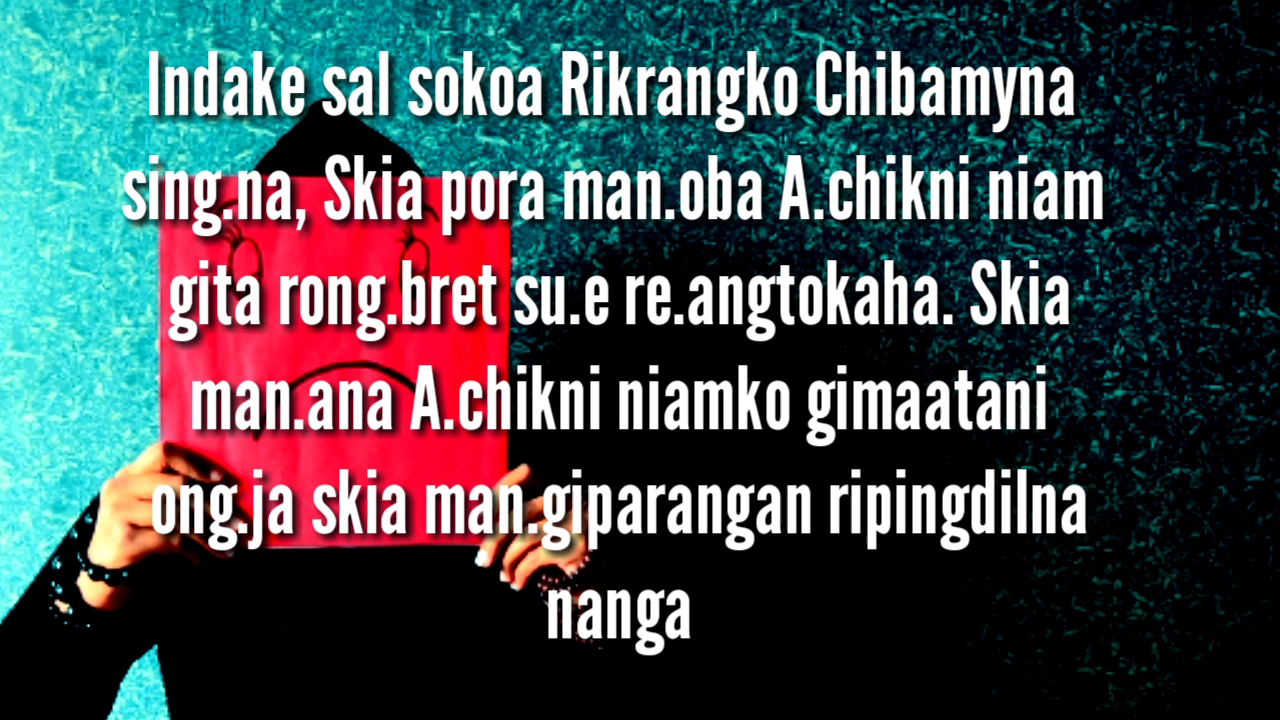 Indake sal sokoa Rikrangko Chibamyna
sing.na, Skia pora man.oba A.chikni niam
gita rong.bret su.e re.angtokaha. Skia
man.ana A.chikni niamko gimaatani
ong.ja skia man.giparangan ripingdilna
nanga